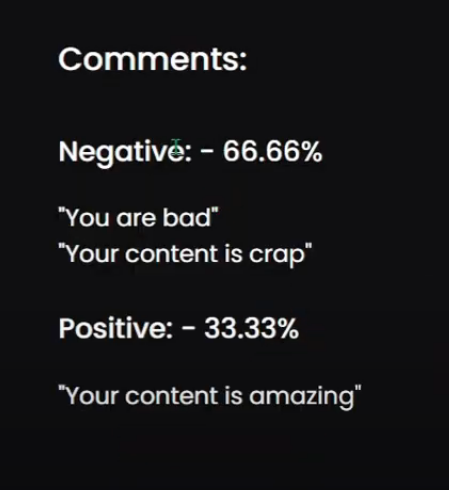 Comments:
Negative: - 66.66%
"You are bad"
"Your content is crap"
Positive: - 33.33%
"Your content is amazing"